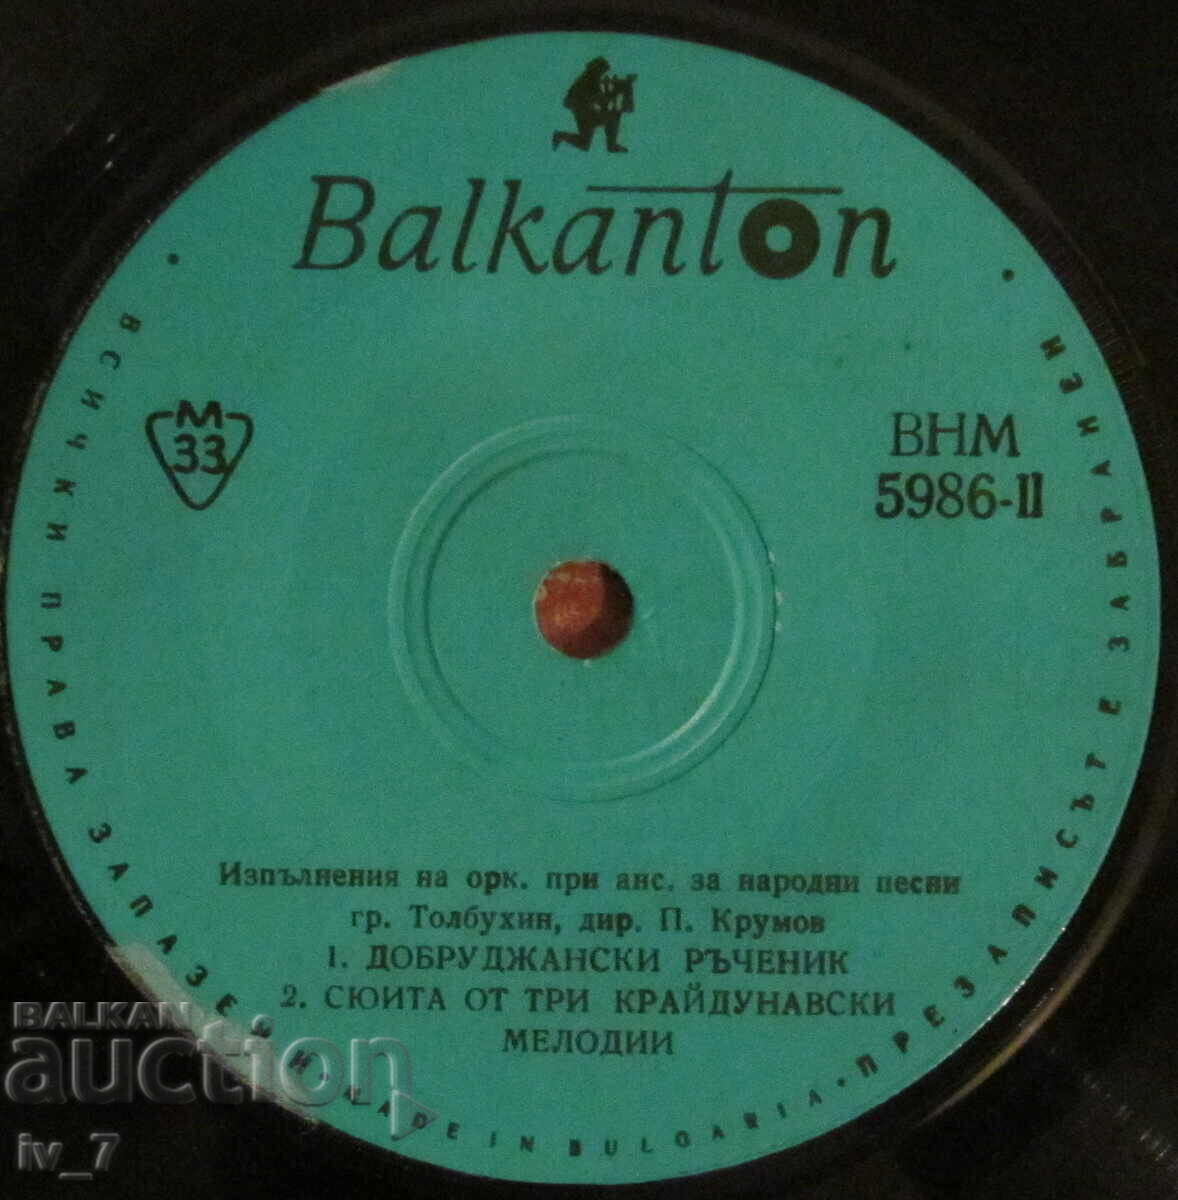 Balkanton
M
33
ВНМ
5986-II
Изпълнения на орк. при анс. за народни песни
гр. Толбухин, дир. П. Крумов
1. ДОБРУДЖАНСКИ РЪЧЕНИК
2. СЮИТА ОТ ТРИ КРАЙДУНАВСКИ
МЕЛОДИИ
• ВСИЧКИ ПРАВА ЗАПАЗЕНИ • MADE IN BULGARIA • ПРЕЗАПИСЪТ Е ЗАБРАНЕН •
BALKAN
auction
iv_7